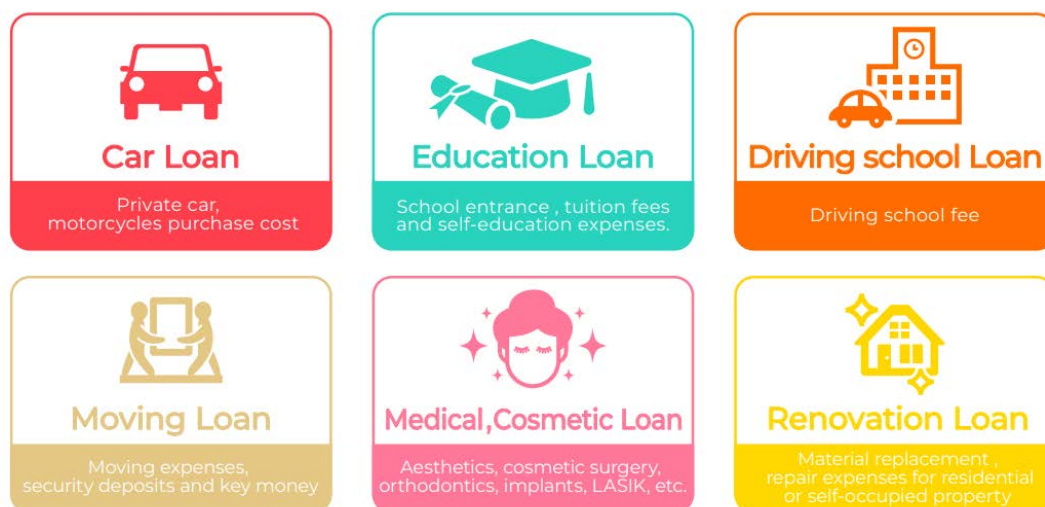 Car Loan
Private car,
motorcycles purchase cost
Education Loan
School entrance , tuition fees
and self-education expenses.
Driving school Loan
Driving school fee
Moving Loan
Moving expenses,
security deposits and key money
Medical,Cosmetic Loan
Aesthetics, cosmetic surgery,
orthodontics, implants, LASIK, etc.
Renovation Loan
Material replacement ,
repair expenses for residential
or self-occupied property